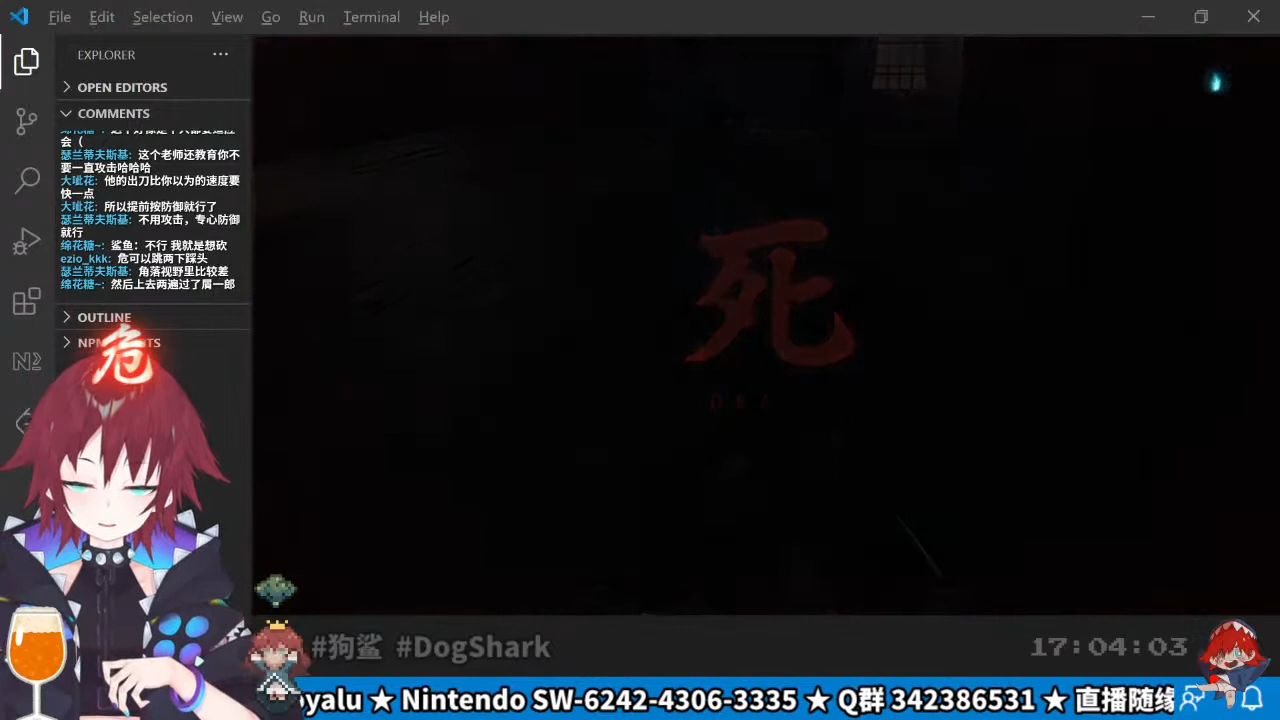 File Edit Selection View Go Run Terminal Help
EXPLORER
OPEN EDITORS
COMMENTS
会（
瑟兰蒂夫斯基: 这个老师还教育你不
要一直攻击哈哈哈
大呲花: 他的出刀比你以为的速度要
快一点
大呲花: 所以提前按防御就行了
瑟兰蒂夫斯基: 不用攻击，专心防御
就行
绵花糖~: 鲨鱼：不行 我就是想砍
ezio_kkk: 危可以跳两下踩头
瑟兰蒂夫斯基: 角落视野里比较差
绵花糖~: 然后上去两遍过了屑一郎
OUTLINE
危
死
#狗鲨 #DogShark
17:04:03
oyalu ★ Nintendo SW-6242-4306-3335 ★ Q群 342386531 ★ 直播随缘